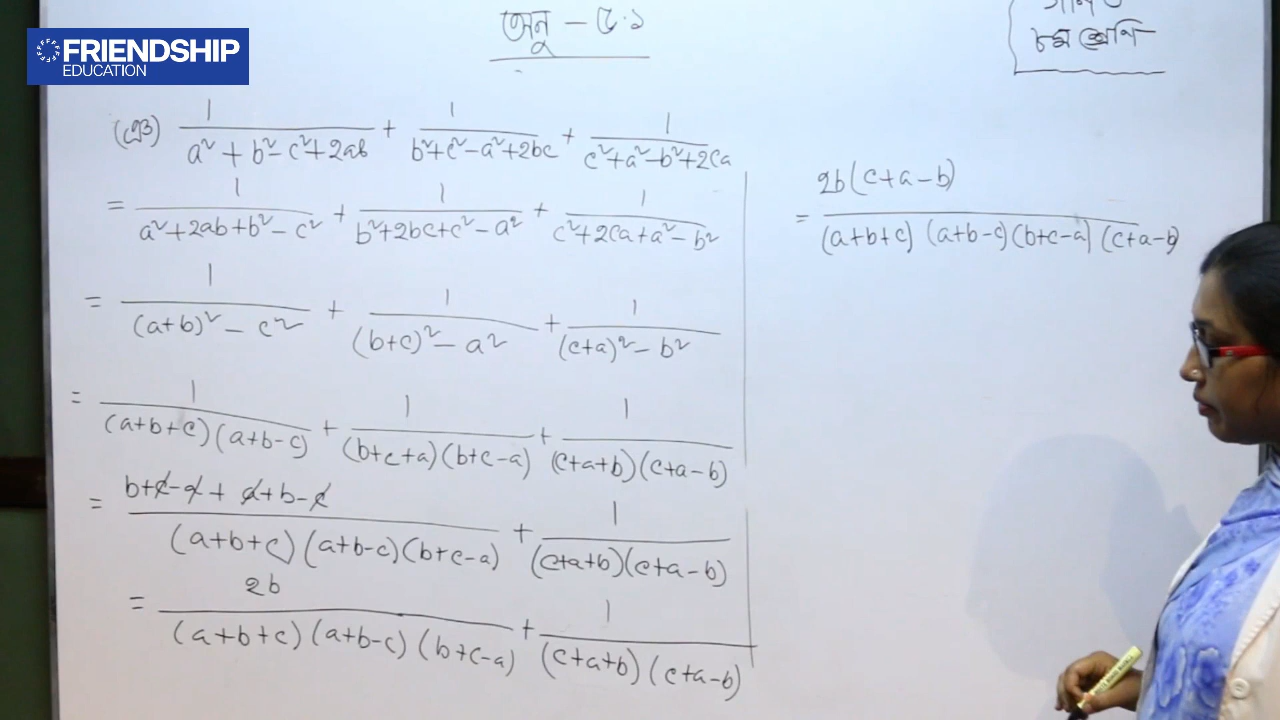 FRIENDSHIP
EDUCATION
অনু – ৫.১
৮ম শ্রেণি
(ঞ) 1/(a²+b²-c²+2ab) + 1/(b²+c²-a²+2bc) + 1/(c²+a²-b²+2ca)
= 1/(a²+2ab+b²-c²) + 1/(b²+2bc+c²-a²) + 1/(c²+2ca+a²-b²)
= 1/((a+b)²-c²) + 1/((b+c)²-a²) + 1/((c+a)²-b²)
= 1/((a+b+c)(a+b-c)) + 1/((b+c+a)(b+c-a)) + 1/((c+a+b)(c+a-b))
= (b+c-a+a+b-c)/((a+b+c)(a+b-c)(b+c-a)) + 1/((c+a+b)(c+a-b))
= 2b/((a+b+c)(a+b-c)(b+c-a)) + 1/((c+a+b)(c+a-b))
= 2b(c+a-b)/((a+b+c)(a+b-c)(b+c-a)(c+a-b))